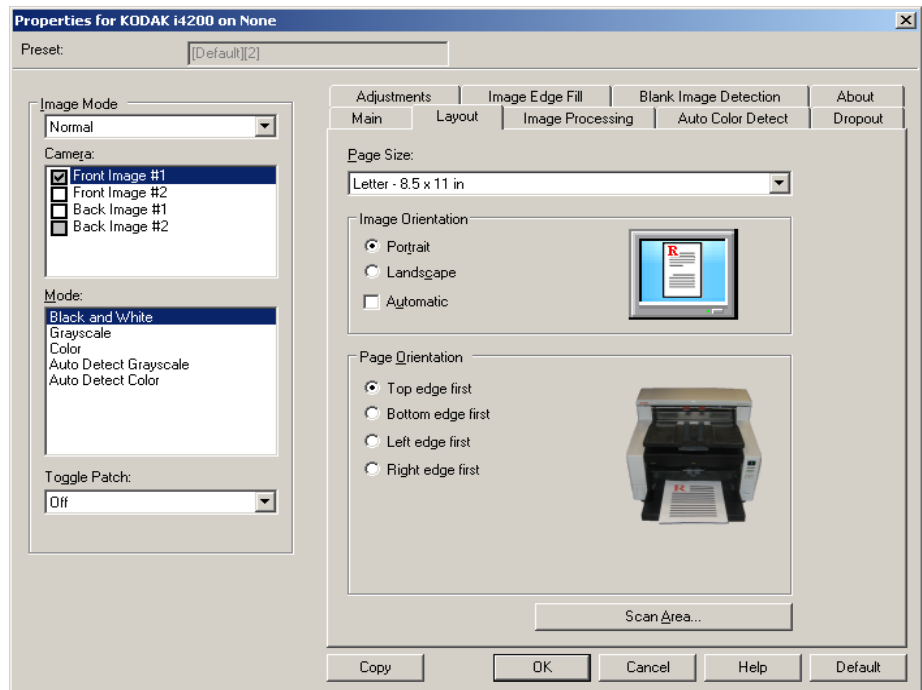 Properties for KODAK i4200 on None
Preset: [Default][2]
Image Mode
Normal
Camera:
Front Image #1
Front Image #2
Back Image #1
Back Image #2
Mode:
Black and White
Grayscale
Color
Auto Detect Grayscale
Auto Detect Color
Toggle Patch:
Off
Adjustments Image Edge Fill Blank Image Detection About
Main Layout Image Processing Auto Color Detect Dropout
Page Size:
Letter - 8.5 x 11 in
Image Orientation
Portrait
Landscape
Automatic
R
Page Orientation
Top edge first
Bottom edge first
Left edge first
Right edge first
R
Scan Area...
Copy OK Cancel Help Default